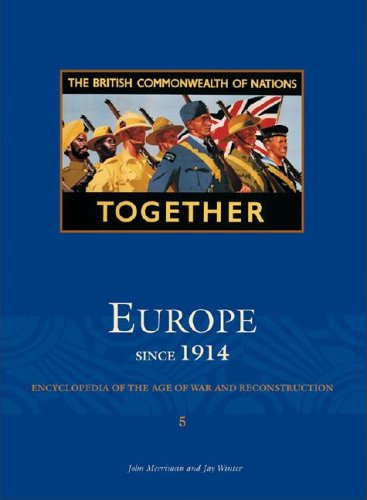 THE BRITISH COMMONWEALTH OF NATIONS
TOGETHER
EUROPE
SINCE 1914
ENCYCLOPEDIA OF THE AGE OF WAR AND RECONSTRUCTION
5
John Merriman and Jay Winter